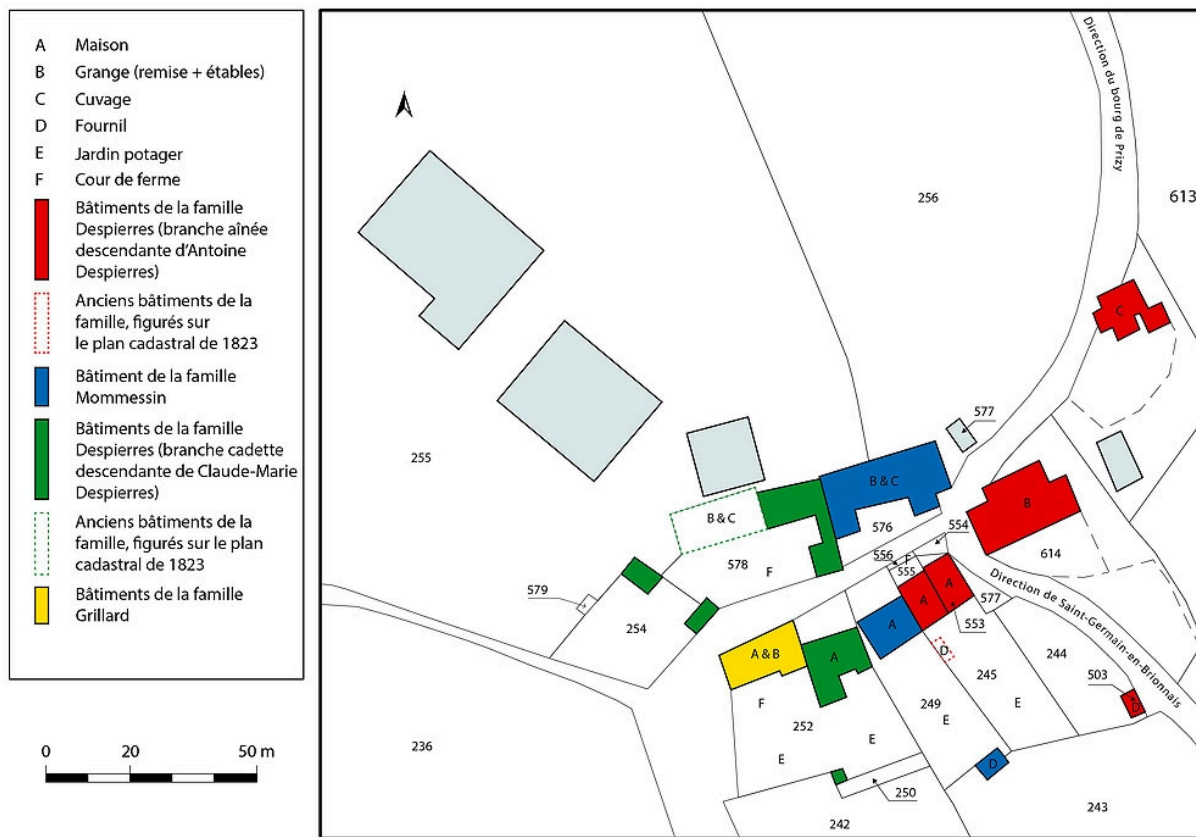 A Maison
B Grange (remise + étables)
C Cuvage
D Fournil
E Jardin potager
F Cour de ferme
Bâtiments de la famille
Despierres (branche aînée
descendante d'Antoine
Despierres)
Anciens bâtiments de la
famille, figurés sur
le plan cadastral de 1823
Bâtiment de la famille
Mommessin
Bâtiments de la famille
Despierres (branche cadette
descendante de Claude-Marie
Despierres)
Anciens bâtiments de la
famille, figurés sur le plan
cadastral de 1823
Bâtiments de la famille
Grillard
0 20 50 m
Direction du bourg de Prizy
256
613
C
577
255
B & C
B & C
B
576
554
556
F
555
614
578
F
A
A
577
Direction de Saint-Germain-en-Brionnais
579
553
254
A
D
A & B
A
244
245
503
D
F
249
252
E
E
236
E
E
D
250
242
243